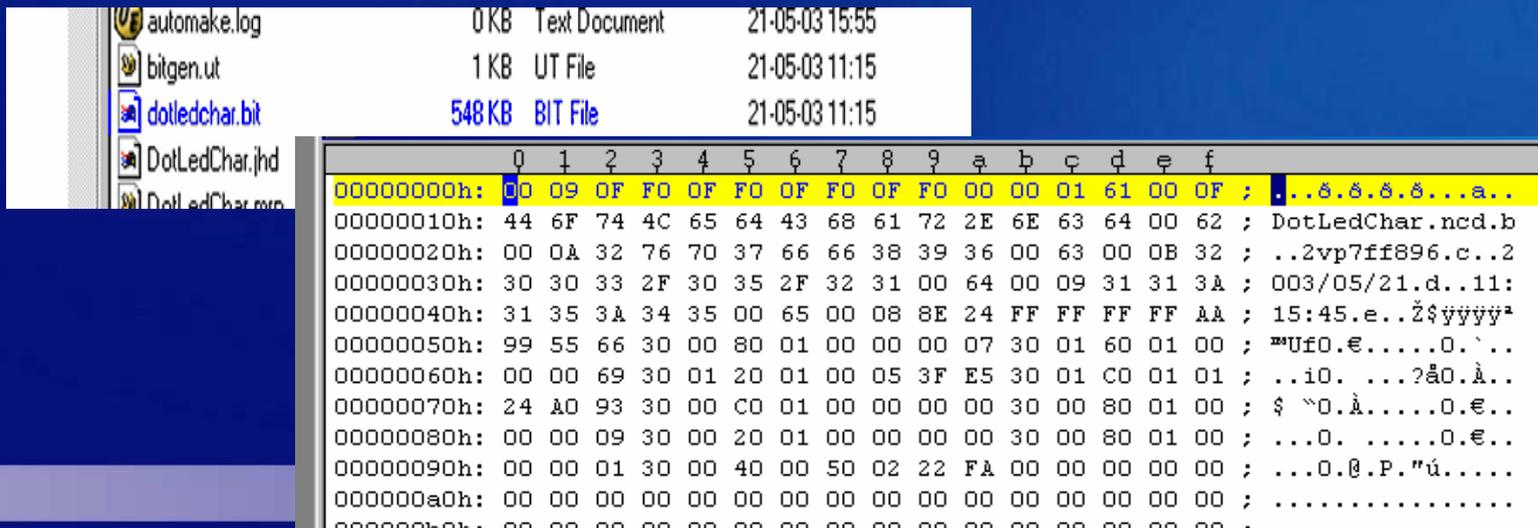 automake.log 0 KB Text Document 21-05-03 15:55
bitgen.ut 1 KB UT File 21-05-03 11:15
dotledchar.bit 548 KB BIT File 21-05-03 11:15
DotLedChar.jhd
DotLedChar.mrp
0 1 2 3 4 5 6 7 8 9 a b c d e f
00000000h: 00 09 0F F0 0F F0 0F F0 0F F0 00 00 01 61 00 0F ; ...ð.ð.ð.ð...a..
00000010h: 44 6F 74 4C 65 64 43 68 61 72 2E 6E 63 64 00 62 ; DotLedChar.ncd.b
00000020h: 00 0A 32 76 70 37 66 66 38 39 36 00 63 00 0B 32 ; ..2vp7ff896.c..2
00000030h: 30 30 33 2F 30 35 2F 32 31 00 64 00 09 31 31 3A ; 003/05/21.d..11:
00000040h: 31 35 3A 34 35 00 65 00 08 8E 24 FF FF FF FF AA ; 15:45.e..Ž$ÿÿÿÿª
00000050h: 99 55 66 30 00 80 01 00 00 00 07 30 01 60 01 00 ; ™Uf0.€.....0.`..
00000060h: 00 00 69 30 01 20 01 00 05 3F E5 30 01 C0 01 01 ; ..i0. ...?å0.À..
00000070h: 24 A0 93 30 00 C0 01 00 00 00 00 30 00 80 01 00 ; $ “0.À.....0.€..
00000080h: 00 00 09 30 00 20 01 00 00 00 00 30 00 80 01 00 ; ...0. .....0.€..
00000090h: 00 00 01 30 00 40 00 50 02 22 FA 00 00 00 00 00 ; ...0.@.P."ú.....
000000a0h: 00 00 00 00 00 00 00 00 00 00 00 00 00 00 00 00 ; ................